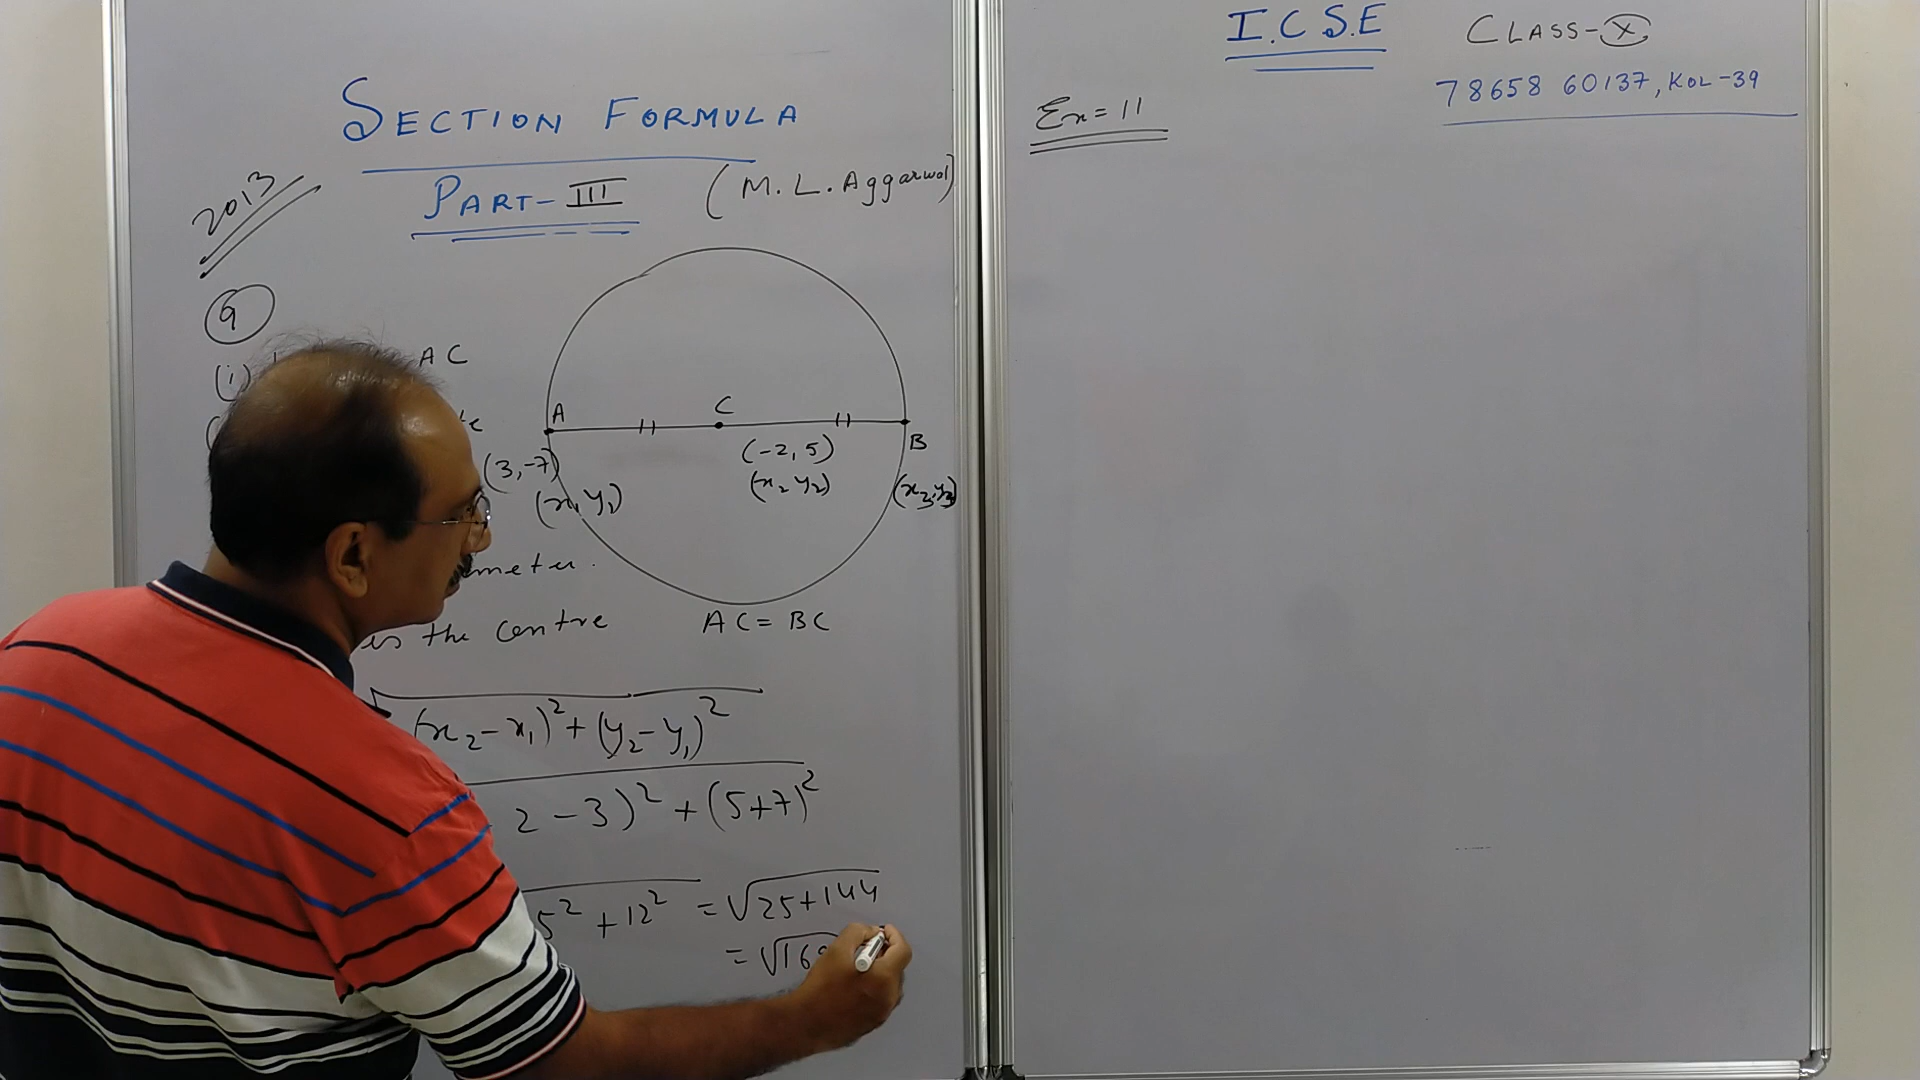 SECTION FORMULA
PART-III (M.L. Aggarwal)
2013
9
(i) AC
A C B
(3,-7) (-2, 5)
(x1 y1) (x2 y2) (x3, y3)
meter.
is the centre AC = BC
(x2 - x1)² + (y2 - y1)²
2 - 3)² + (5+7)²
5² + 12² = √25+144
= √16
I.C.S.E CLASS-X
78658 60137, KOL-39
Ex = 11